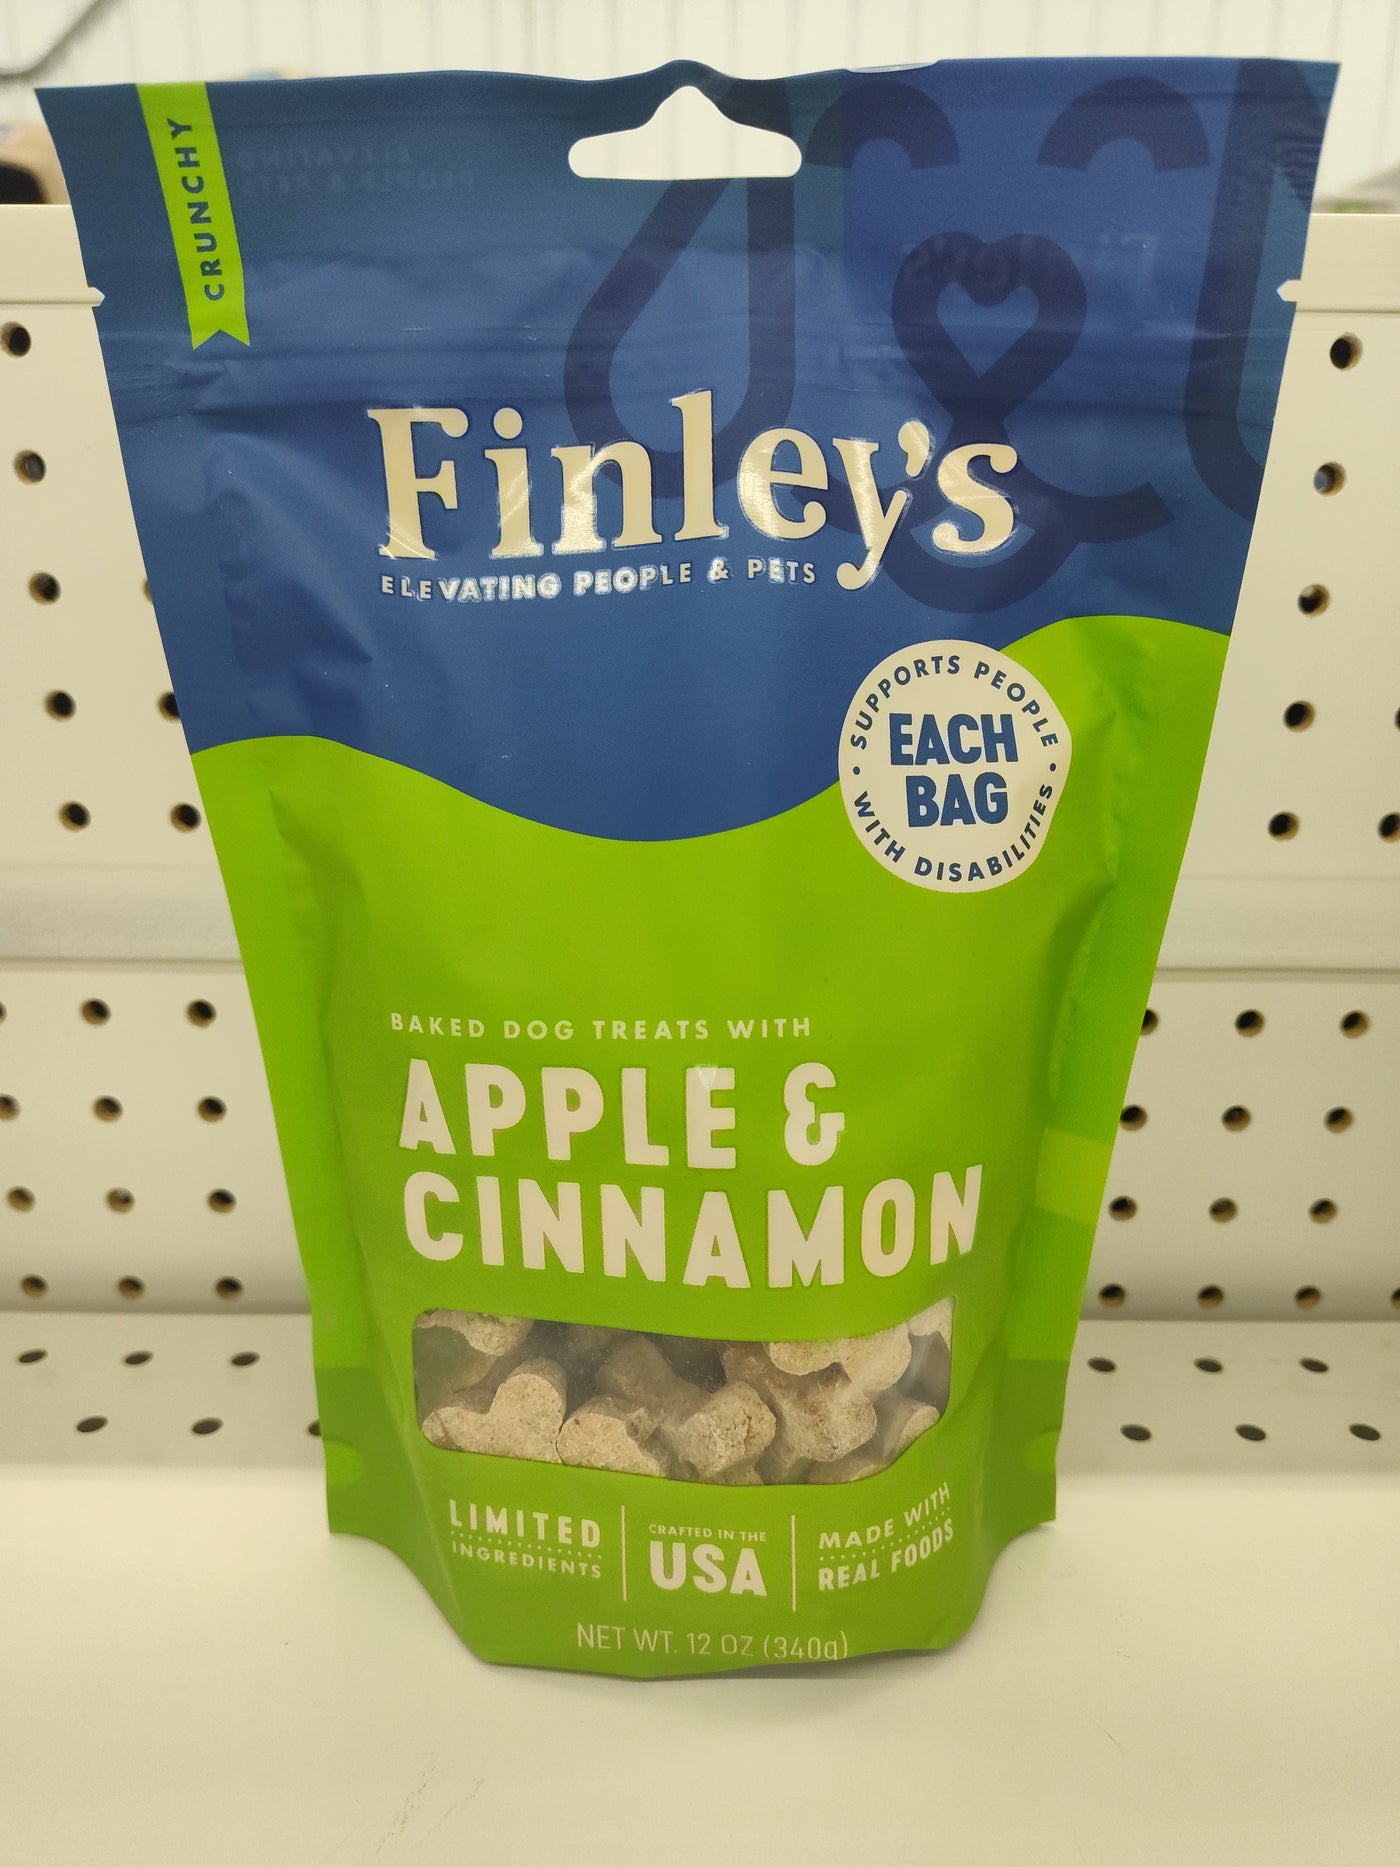 CRUNCHY
Finley's
ELEVATING PEOPLE & PETS
SUPPORTS PEOPLE
EACH
BAG
WITH DISABILITIES
BAKED DOG TREATS WITH
APPLE &
CINNAMON
LIMITED
INGREDIENTS
CRAFTED IN THE
USA
MADE WITH
REAL FOODS
NET WT. 12 OZ (340g)